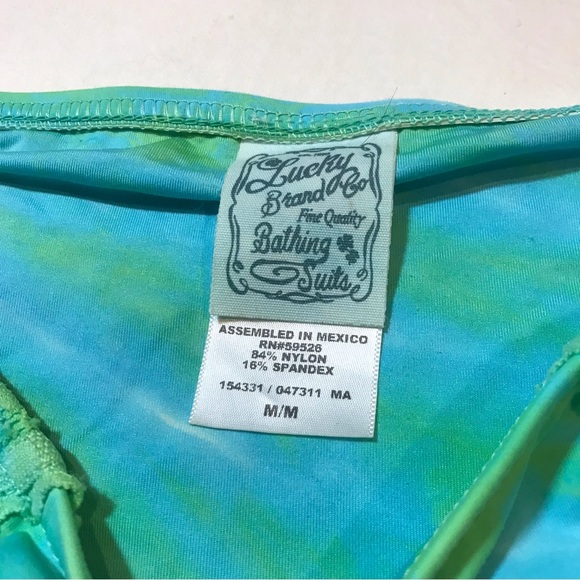 Lucky
Brand Co
Fine Quality
Bathing
Suits
ASSEMBLED IN MEXICO
RN#59526
84% NYLON
16% SPANDEX
154331 / 047311 MA
M/M